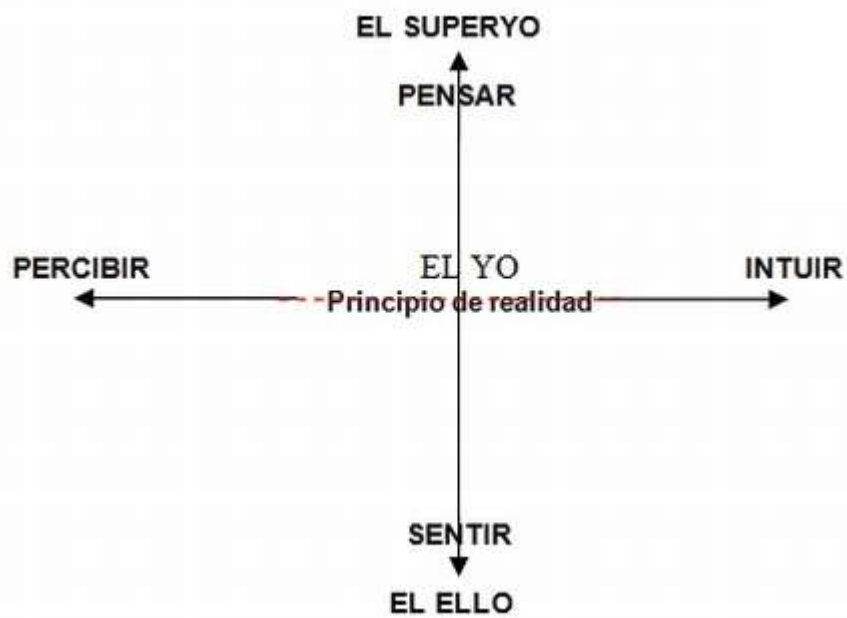 EL SUPERYO
PENSAR
PERCIBIR
EL YO
INTUIR
Principio de realidad
SENTIR
EL ELLO